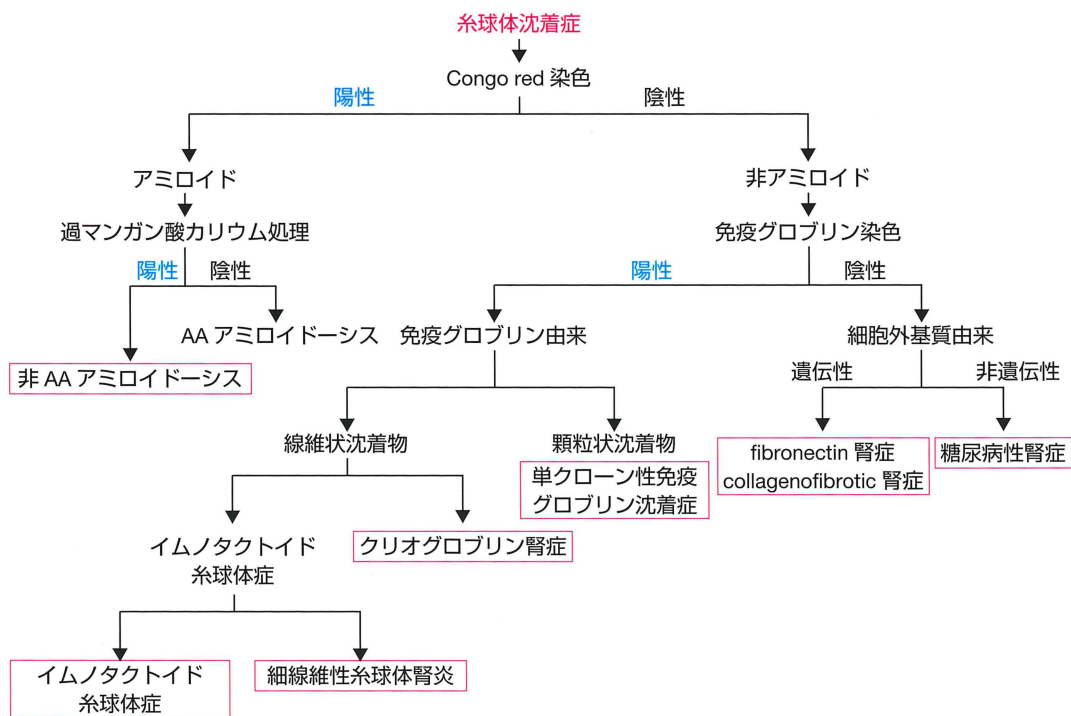 糸球体沈着症
Congo red 染色
陽性
陰性
アミロイド
非アミロイド
過マンガン酸カリウム処理
免疫グロブリン染色
陽性
陰性
陽性
陰性
AA アミロイドーシス
免疫グロブリン由来
細胞外基質由来
非 AA アミロイドーシス
遺伝性
非遺伝性
線維状沈着物
顆粒状沈着物
単クローン性免疫
グロブリン沈着症
fibronectin 腎症
collagenofibrotic 腎症
糖尿病性腎症
イムノタクトイド
糸球体症
クリオグロブリン腎症
イムノタクトイド
糸球体症
細線維性糸球体腎炎